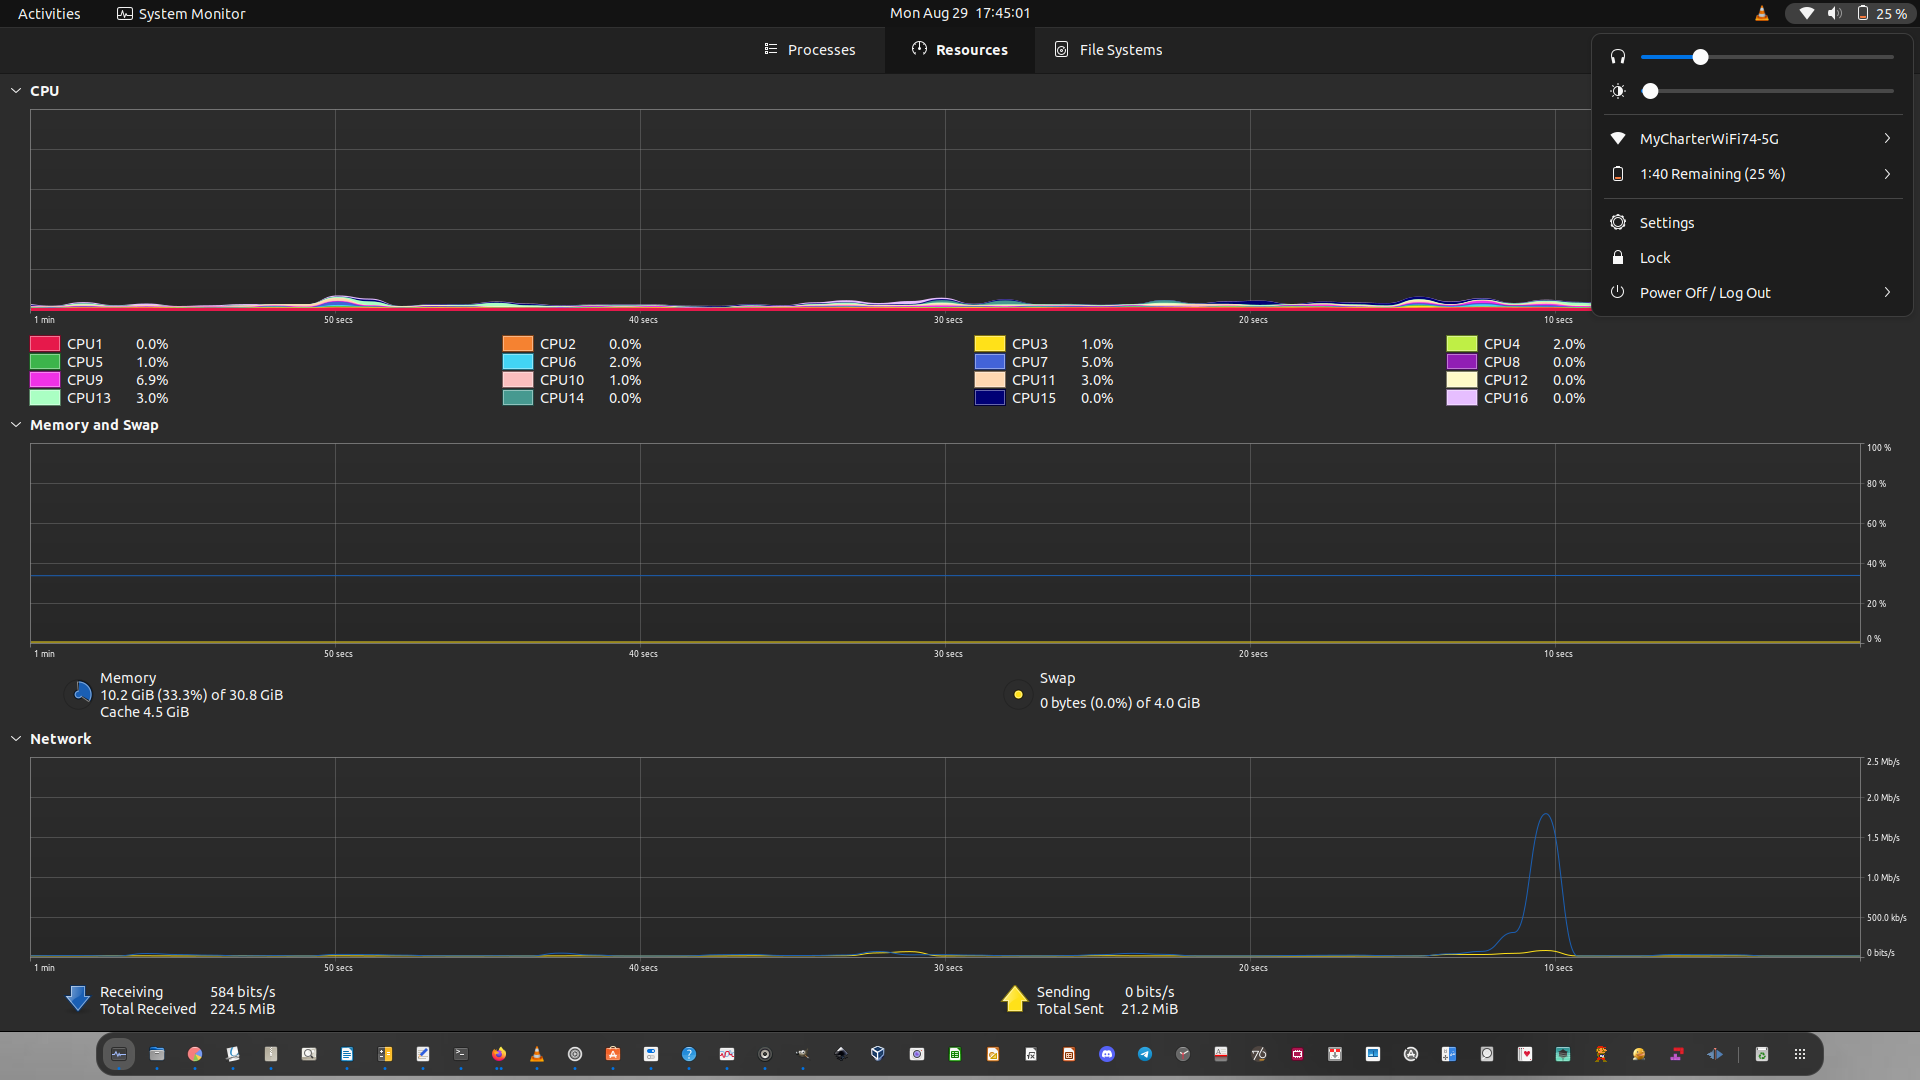 Activities System Monitor Mon Aug 29 17:45:01 25 %
Processes Resources File Systems
CPU
MyCharterWiFi74-5G
1:40 Remaining (25 %)
Settings
Lock
Power Off / Log Out
1 min 50 secs 40 secs 30 secs 20 secs 10 secs
CPU1 0.0% CPU2 0.0% CPU3 1.0% CPU4 2.0%
CPU5 1.0% CPU6 2.0% CPU7 5.0% CPU8 0.0%
CPU9 6.9% CPU10 1.0% CPU11 3.0% CPU12 0.0%
CPU13 3.0% CPU14 0.0% CPU15 0.0% CPU16 0.0%
Memory and Swap
100 %
80 %
60 %
40 %
20 %
0 %
1 min 50 secs 40 secs 30 secs 20 secs 10 secs
Memory
10.2 GiB (33.3%) of 30.8 GiB
Cache 4.5 GiB
Swap
0 bytes (0.0%) of 4.0 GiB
Network
2.5 Mb/s
2.0 Mb/s
1.5 Mb/s
1.0 Mb/s
500.0 kb/s
0 bits/s
1 min 50 secs 40 secs 30 secs 20 secs 10 secs
Receiving 584 bits/s
Total Received 224.5 MiB
Sending 0 bits/s
Total Sent 21.2 MiB
76